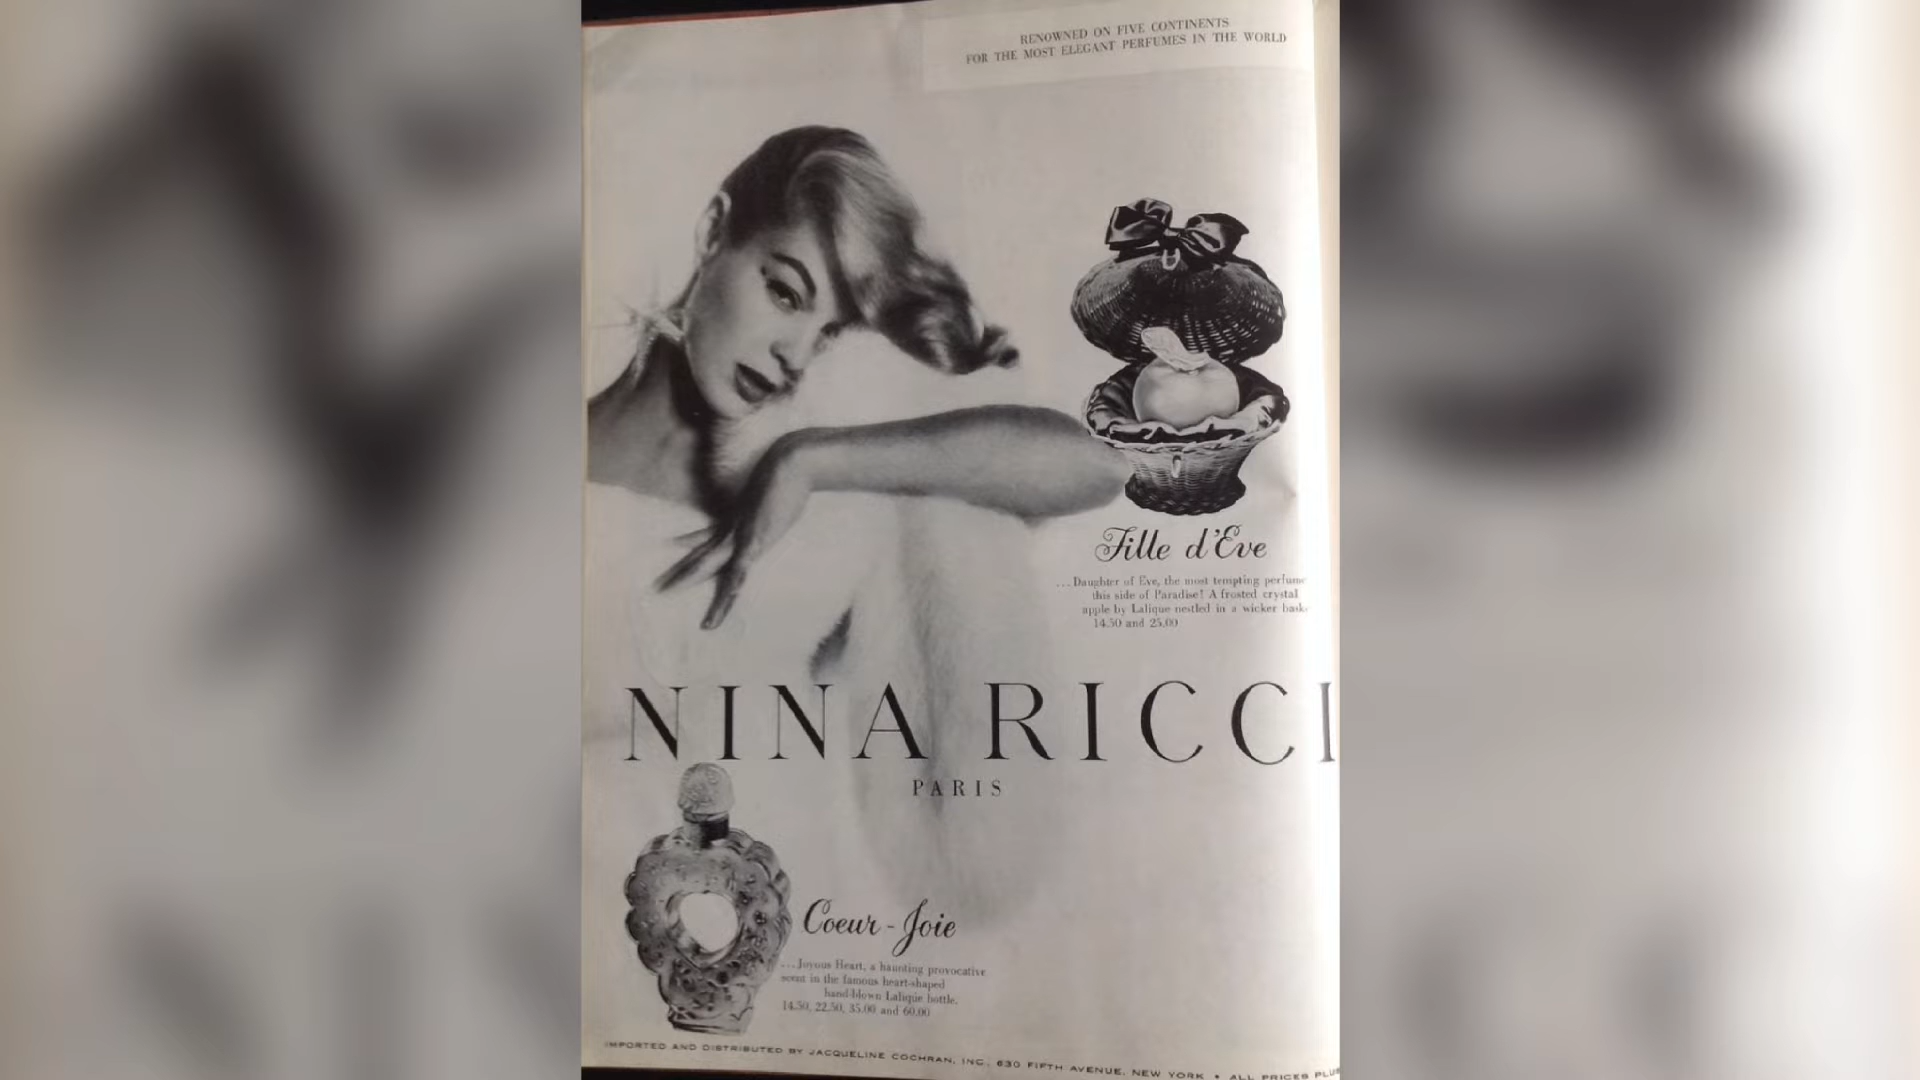 RENOWNED ON FIVE CONTINENTS
FOR THE MOST ELEGANT PERFUMES IN THE WORLD
Fille d'Eve
...Daughter of Eve, the most tempting perfume
this side of Paradise! A frosted crystal
apple by Lalique nestled in a wicker
14.50 and 25.00
NINA RICCI
PARIS
Coeur-Joie
...Joyous Heart, a haunting provocative
scent in the famous heart-shaped
hand-blown Lalique bottle.
14.50, 22.50, 35.00 and 60.00
IMPORTED AND DISTRIBUTED BY JACQUELINE COCHRAN, INC., 630 FIFTH AVENUE, NEW YORK • ALL PRICES PLUS